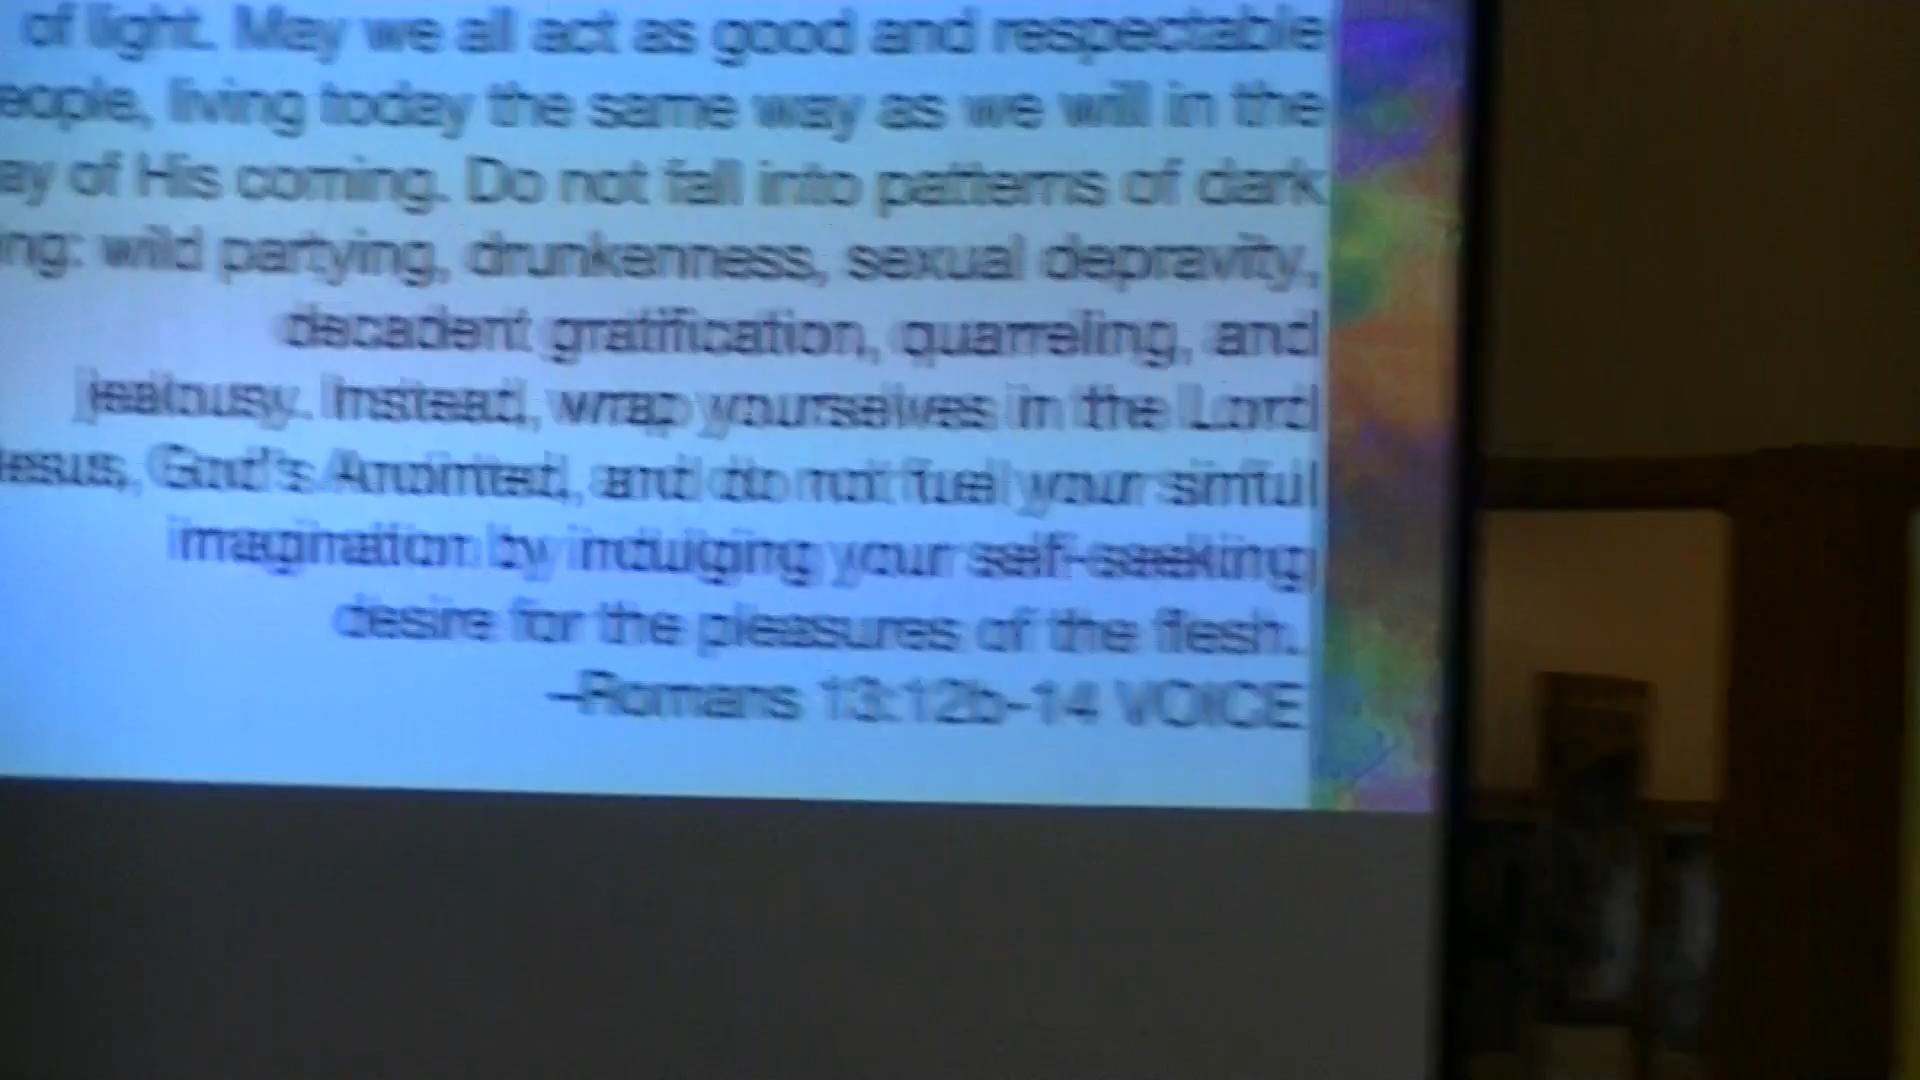 of light. May we all act as good and respectable
eople, living today the same way as we will in the
ay of His coming. Do not fall into patterns of dark
ing: wild partying, drunkenness, sexual depravity,
decadent gratification, quarreling, and
jealousy. Instead, wrap yourselves in the Lord
Jesus, God's Anointed, and do not fuel your sinful
imagination by indulging your self-seeking
desire for the pleasures of the flesh.
–Romans 13:12b-14 VOICE